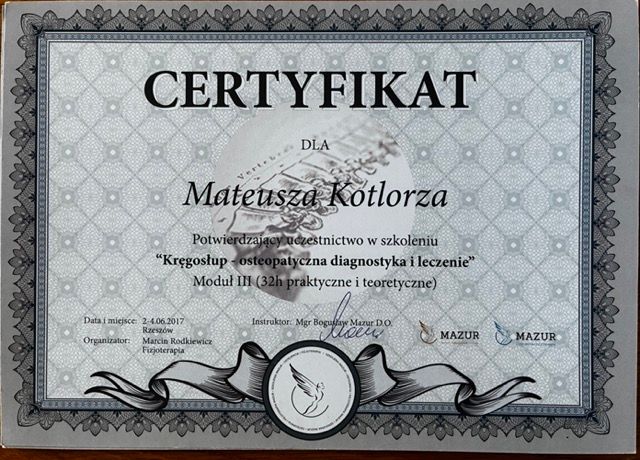 CERTYFIKAT
DLA
Mateusza Kotlorza
Potwierdzający uczestnictwo w szkoleniu
“Kręgosłup - osteopatyczna diagnostyka i leczenie”
Moduł III (32h praktyczne i teoretyczne)
Data i miejsce: 2-4.06.2017
Rzeszów
Organizator: Marcin Rodkiewicz
Fizjoterapia
Instruktor: Mgr Bogusław Mazur D.O.
MAZUR
MAZUR